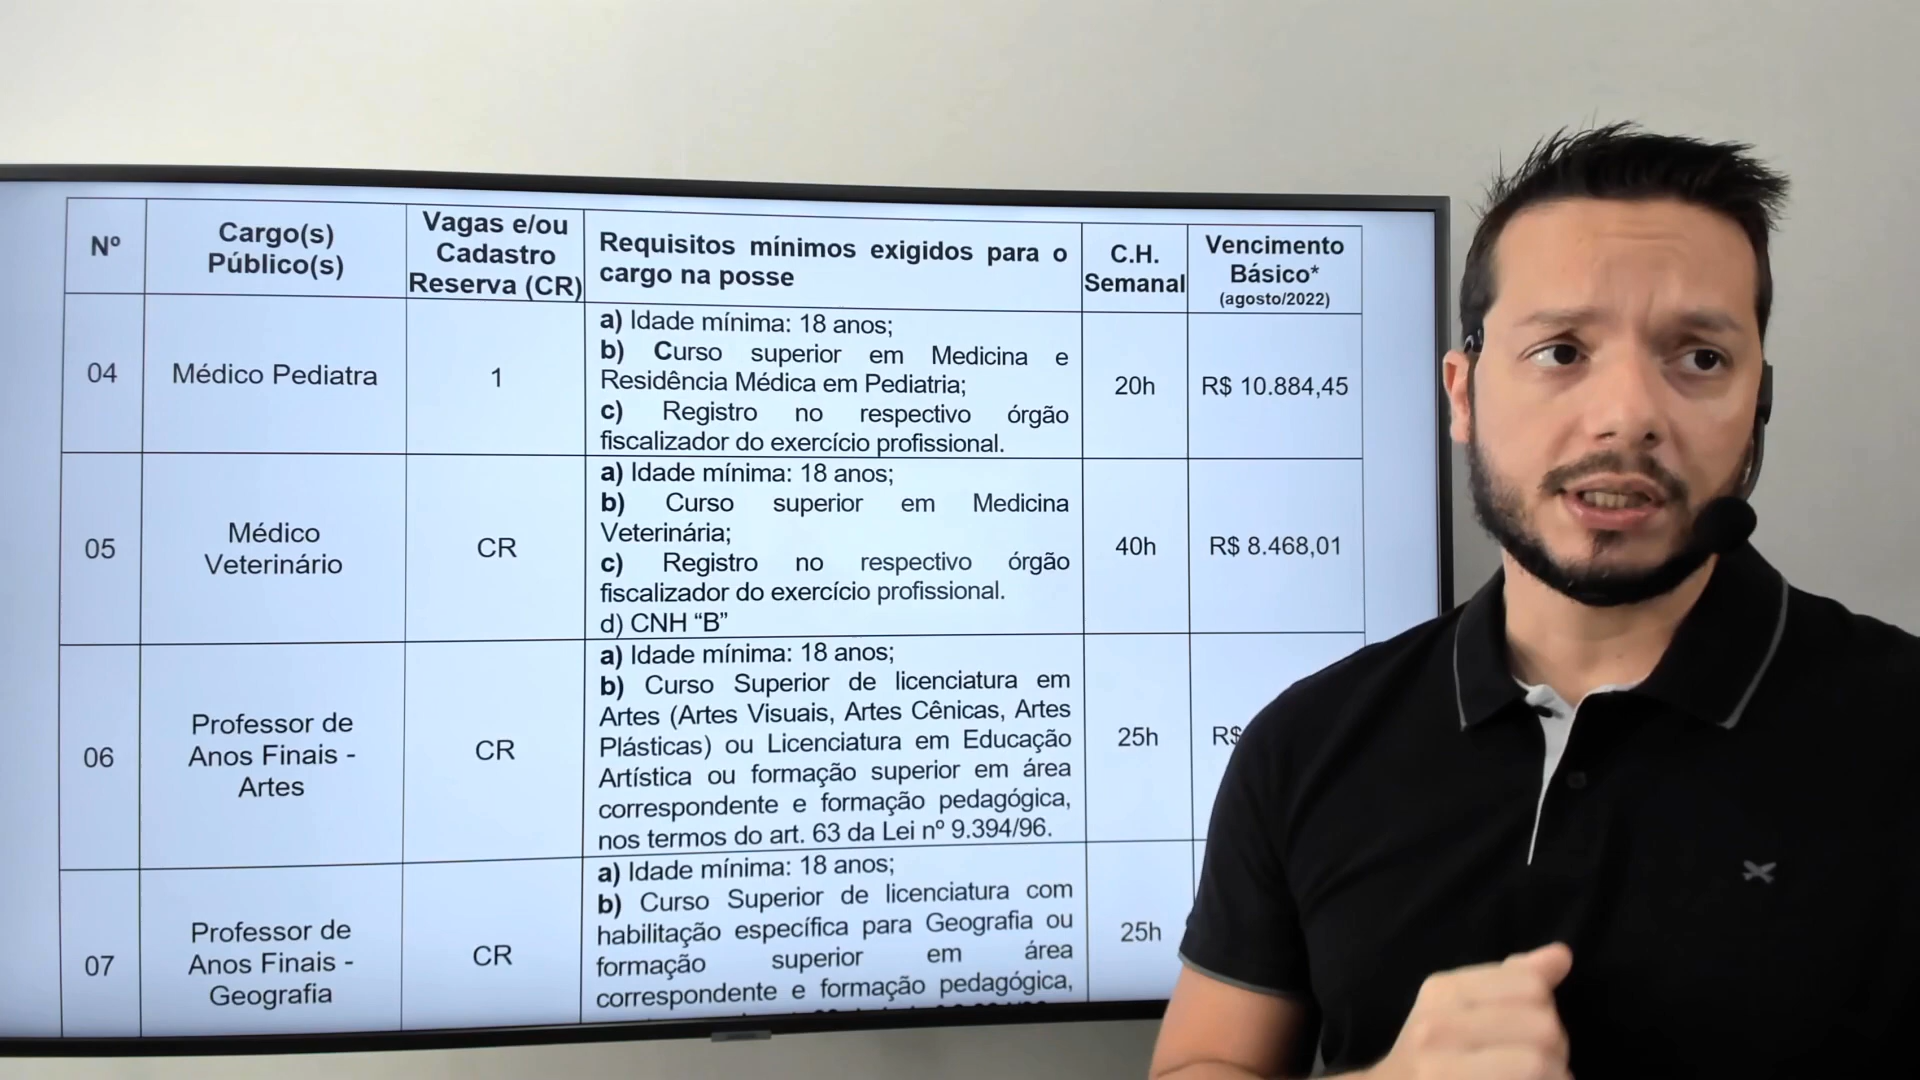 Nº
Cargo(s)
Público(s)
Vagas e/ou
Cadastro
Reserva (CR)
Requisitos mínimos exigidos para o
cargo na posse
C.H.
Semanal
Vencimento
Básico*
(agosto/2022)
04
Médico Pediatra
1
a) Idade mínima: 18 anos;
b) Curso superior em Medicina e
Residência Médica em Pediatria;
c) Registro no respectivo órgão
fiscalizador do exercício profissional.
20h
R$ 10.884,45
05
Médico
Veterinário
CR
a) Idade mínima: 18 anos;
b) Curso superior em Medicina
Veterinária;
c) Registro no respectivo órgão
fiscalizador do exercício profissional.
d) CNH “B”
40h
R$ 8.468,01
06
Professor de
Anos Finais -
Artes
CR
a) Idade mínima: 18 anos;
b) Curso Superior de licenciatura em
Artes (Artes Visuais, Artes Cênicas, Artes
Plásticas) ou Licenciatura em Educação
Artística ou formação superior em área
correspondente e formação pedagógica,
nos termos do art. 63 da Lei nº 9.394/96.
25h
R$
07
Professor de
Anos Finais -
Geografia
CR
a) Idade mínima: 18 anos;
b) Curso Superior de licenciatura com
habilitação específica para Geografia ou
formação superior em área
correspondente e formação pedagógica,
25h